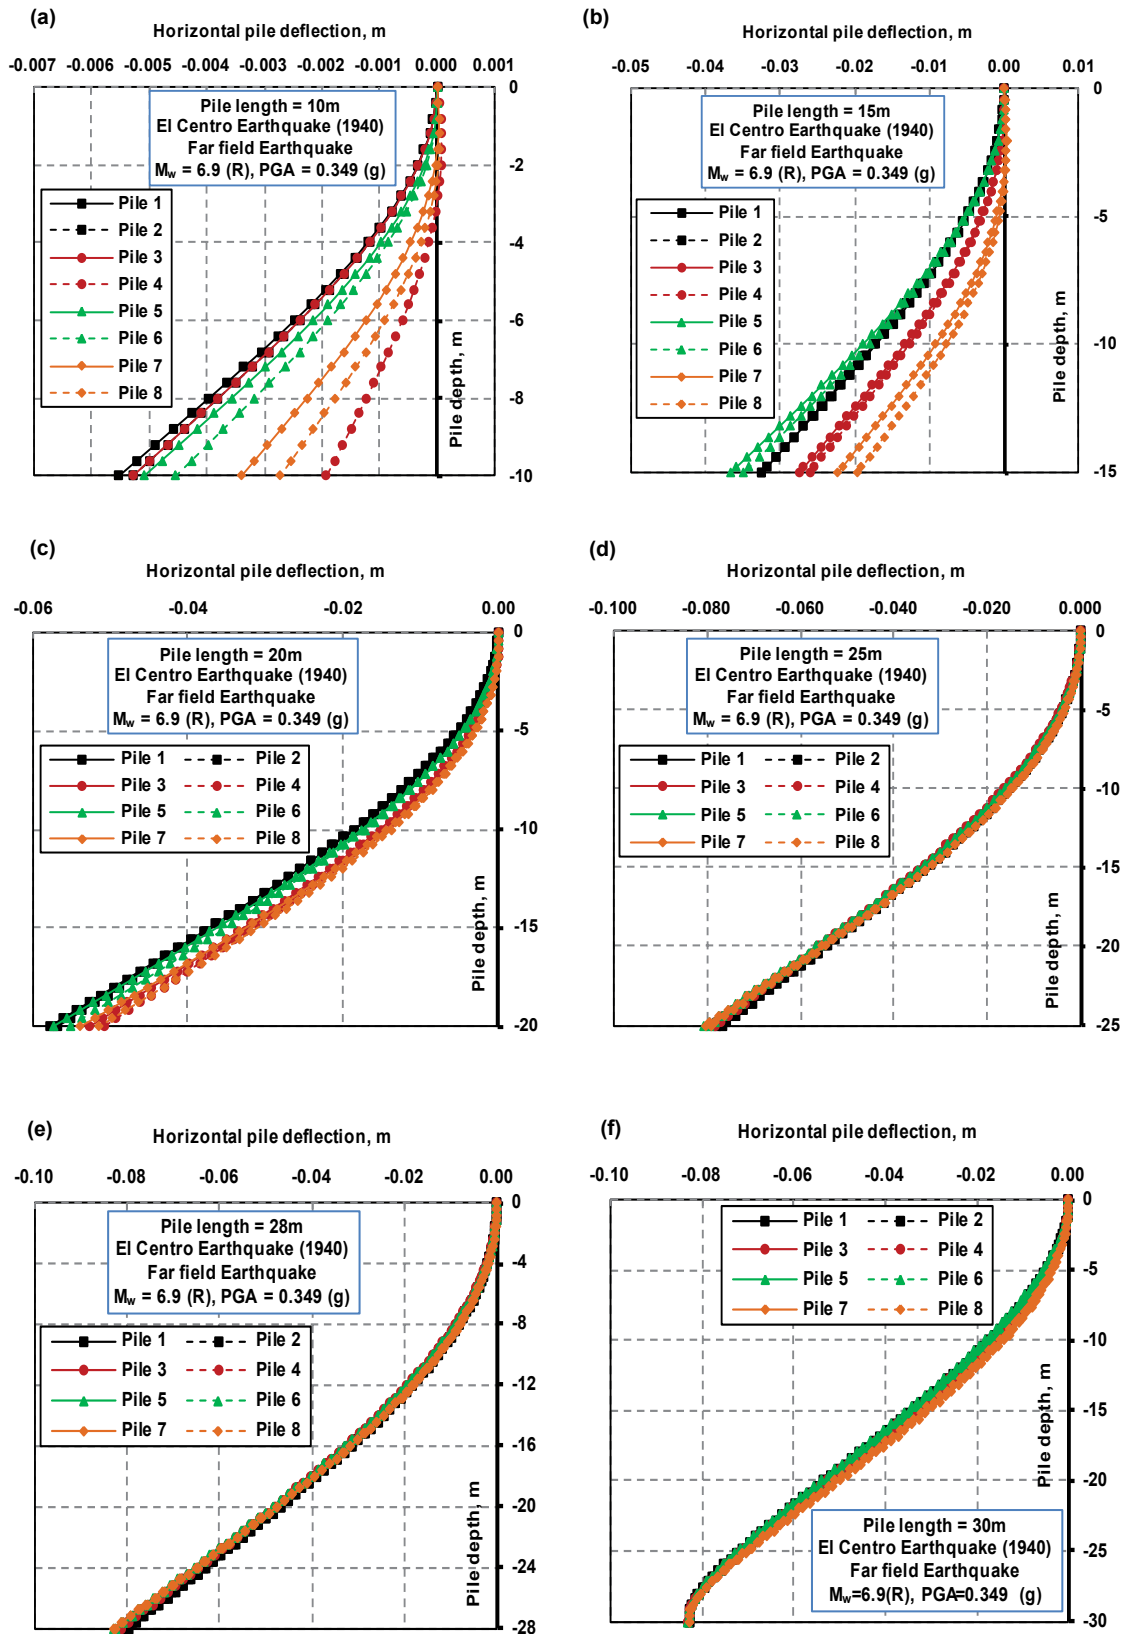 (a)
Horizontal pile deflection, m
-0.007 -0.006 -0.005 -0.004 -0.003 -0.002 -0.001 0.000 0.001
0
-2
-4
-6
-8
-10
Pile depth, m
Pile length = 10m
El Centro Earthquake (1940)
Far field Earthquake
Mw = 6.9 (R), PGA = 0.349 (g)
Pile 1
Pile 2
Pile 3
Pile 4
Pile 5
Pile 6
Pile 7
Pile 8
(b)
Horizontal pile deflection, m
-0.05 -0.04 -0.03 -0.02 -0.01 0.00 0.01
0
-5
-10
-15
Pile depth, m
Pile length = 15m
El Centro Earthquake (1940)
Far field Earthquake
Mw = 6.9 (R), PGA = 0.349 (g)
Pile 1
Pile 2
Pile 3
Pile 4
Pile 5
Pile 6
Pile 7
Pile 8
(c)
Horizontal pile deflection, m
-0.06 -0.04 -0.02 0.00
0
-5
-10
-15
-20
Pile depth, m
Pile length = 20m
El Centro Earthquake (1940)
Far field Earthquake
Mw = 6.9 (R), PGA = 0.349 (g)
Pile 1 Pile 2
Pile 3 Pile 4
Pile 5 Pile 6
Pile 7 Pile 8
(d)
Horizontal pile deflection, m
-0.100 -0.080 -0.060 -0.040 -0.020 0.000
0
-5
-10
-15
-20
-25
Pile depth, m
Pile length = 25m
El Centro Earthquake (1940)
Far field Earthquake
Mw = 6.9 (R), PGA = 0.349 (g)
Pile 1 Pile 2
Pile 3 Pile 4
Pile 5 Pile 6
Pile 7 Pile 8
(e)
Horizontal pile deflection, m
-0.10 -0.08 -0.06 -0.04 -0.02 0.00
0
-4
-8
-12
-16
-20
-24
-28
Pile depth, m
Pile length = 28m
El Centro Earthquake (1940)
Far field Earthquake
Mw = 6.9 (R), PGA = 0.349 (g)
Pile 1 Pile 2
Pile 3 Pile 4
Pile 5 Pile 6
Pile 7 Pile 8
(f)
Horizontal pile deflection, m
-0.10 -0.08 -0.06 -0.04 -0.02 0.00
0
-5
-10
-15
-20
-25
-30
Pile depth, m
Pile 1 Pile 2
Pile 3 Pile 4
Pile 5 Pile 6
Pile 7 Pile 8
Pile length = 30m
El Centro Earthquake (1940)
Far field Earthquake
Mw=6.9(R), PGA=0.349 (g)